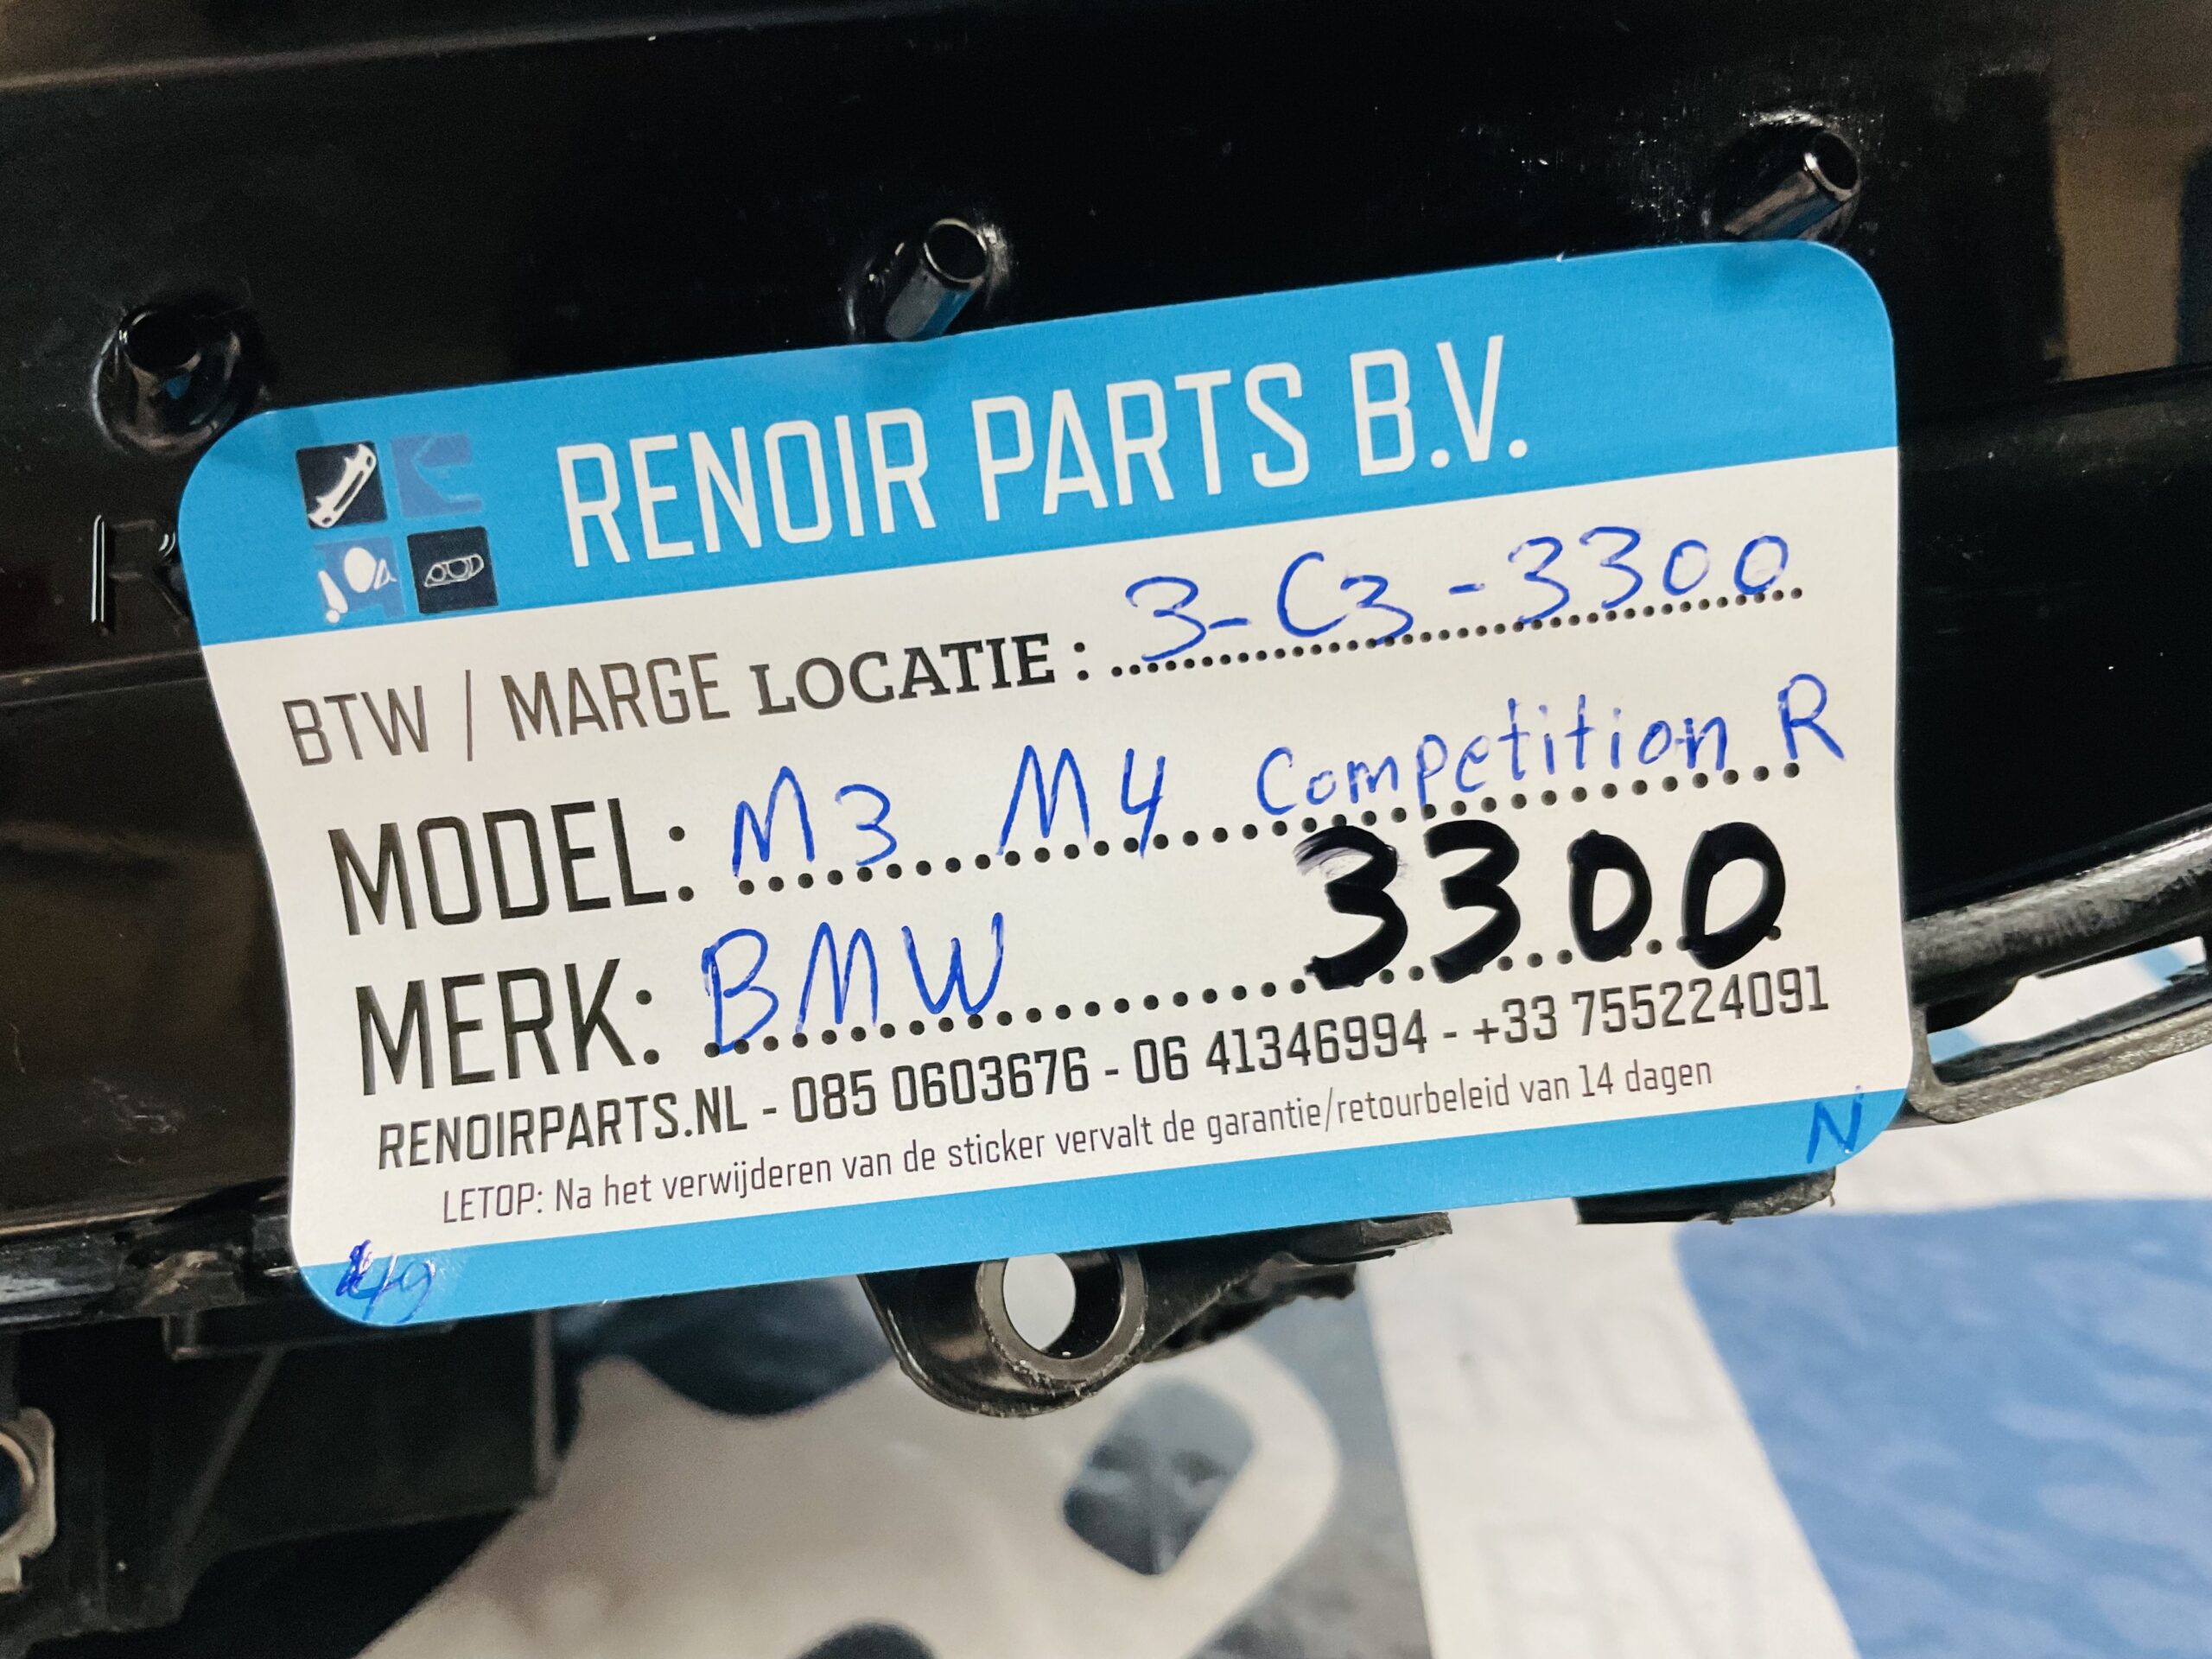 RENOIR PARTS B.V.
R
BTW / MARGE LOCATIE : 3-C3-3300
MODEL: M3 M4 Competition R
3300
MERK: BMW
RENOIRPARTS.NL - 085 0603676 - 06 41346994 - +33 755224091
LETOP: Na het verwijderen van de sticker vervalt de garantie/retourbeleid van 14 dagen
N